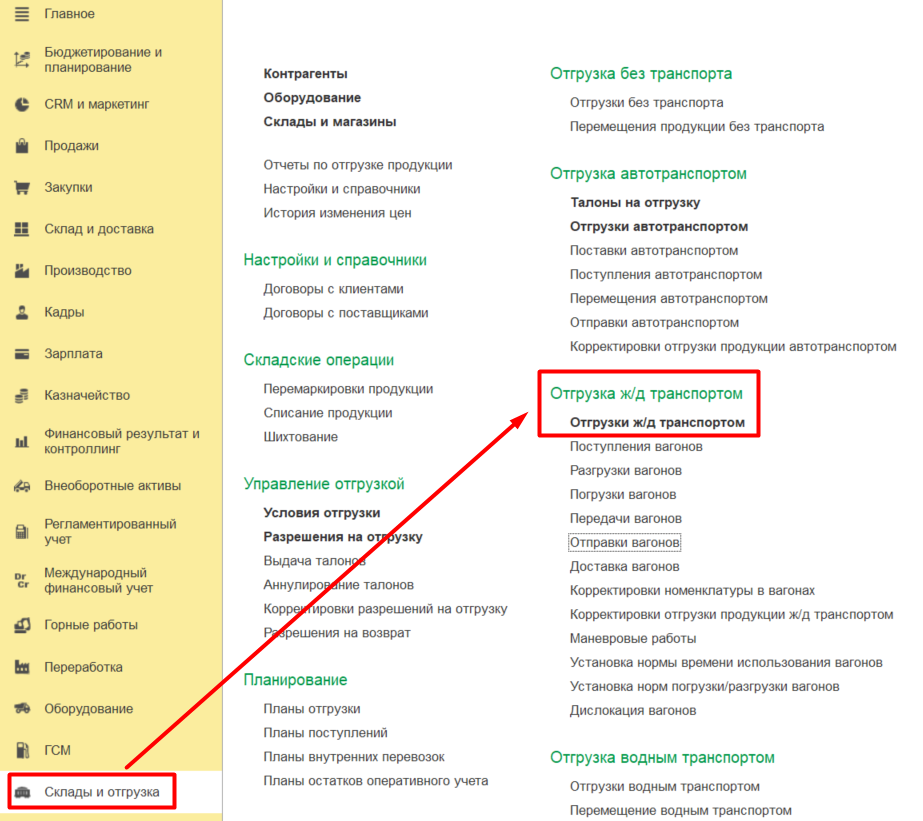 Главное
Бюджетирование и
планирование
CRM и маркетинг
Продажи
Закупки
Склад и доставка
Производство
Кадры
Зарплата
Казначейство
Финансовый результат и
контроллинг
Внеоборотные активы
Регламентированный
учет
Dr
Cr
Международный
финансовый учет
Горные работы
Переработка
Оборудование
ГСМ
Склады и отгрузка
Контрагенты
Оборудование
Склады и магазины
Отчеты по отгрузке продукции
Настройки и справочники
История изменения цен
Настройки и справочники
Договоры с клиентами
Договоры с поставщиками
Складские операции
Перемаркировки продукции
Списание продукции
Шихтование
Управление отгрузкой
Условия отгрузки
Разрешения на отгрузку
Выдача талонов
Аннулирование талонов
Корректировки разрешений на отгрузку
Разрешения на возврат
Планирование
Планы отгрузки
Планы поступлений
Планы внутренних перевозок
Планы остатков оперативного учета
Отгрузка без транспорта
Отгрузки без транспорта
Перемещения продукции без транспорта
Отгрузка автотранспортом
Талоны на отгрузку
Отгрузки автотранспортом
Поставки автотранспортом
Поступления автотранспортом
Перемещения автотранспортом
Отправки автотранспортом
Корректировки отгрузки продукции автотранспортом
Отгрузка ж/д транспортом
Отгрузки ж/д транспортом
Поступления вагонов
Разгрузки вагонов
Погрузки вагонов
Передачи вагонов
Отправки вагонов
Доставка вагонов
Корректировки номенклатуры в вагонах
Корректировки отгрузки продукции ж/д транспортом
Маневровые работы
Установка нормы времени использования вагонов
Установка норм погрузки/разгрузки вагонов
Дислокация вагонов
Отгрузка водным транспортом
Отгрузки водным транспортом
Перемещение водным транспортом